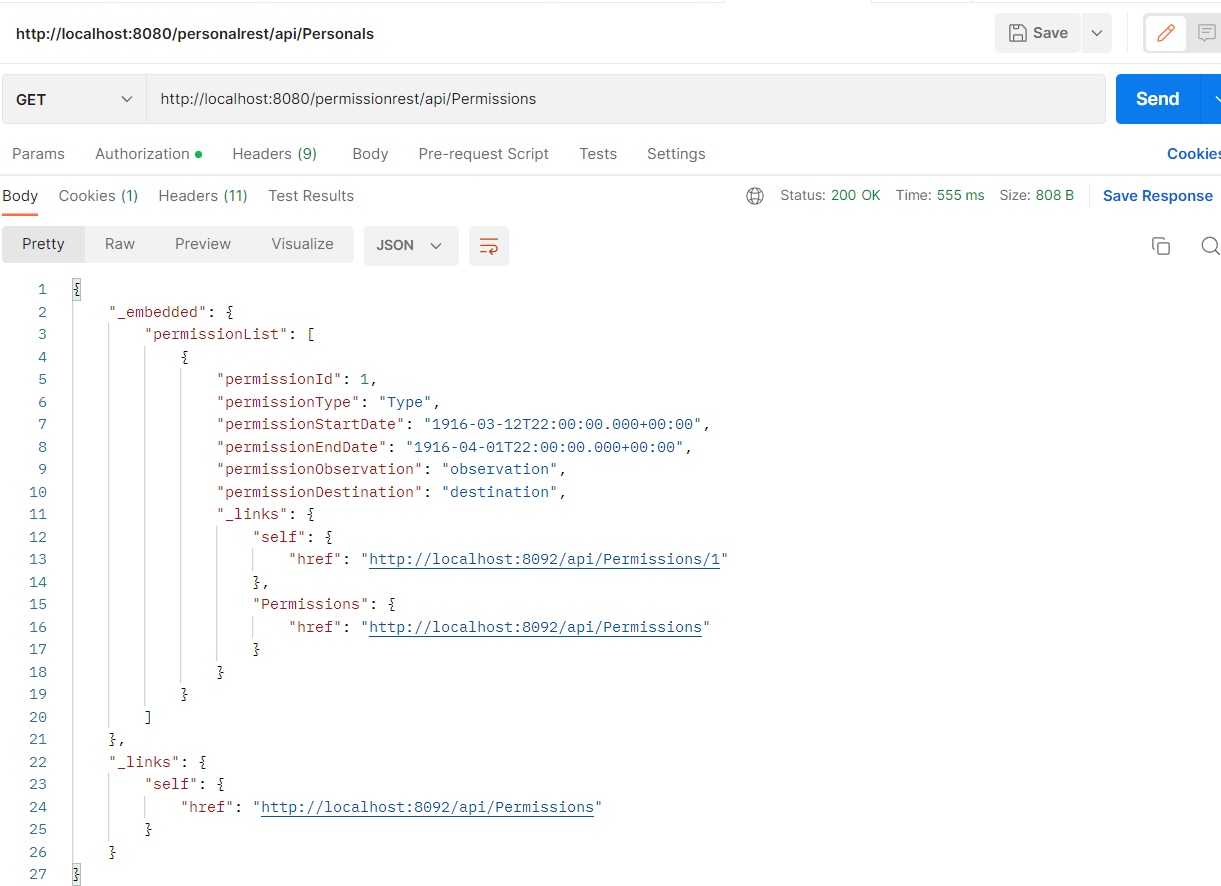 http://localhost:8080/personalrest/api/Personals
Save
GET
http://localhost:8080/permissionrest/api/Permissions
Send
Params Authorization Headers (9) Body Pre-request Script Tests Settings Cookies
Body Cookies (1) Headers (11) Test Results Status: 200 OK Time: 555 ms Size: 808 B Save Response
Pretty Raw Preview Visualize JSON
1 {
2 "_embedded": {
3 "permissionList": [
4 {
5 "permissionId": 1,
6 "permissionType": "Type",
7 "permissionStartDate": "1916-03-12T22:00:00.000+00:00",
8 "permissionEndDate": "1916-04-01T22:00:00.000+00:00",
9 "permissionObservation": "observation",
10 "permissionDestination": "destination",
11 "_links": {
12 "self": {
13 "href": "http://localhost:8092/api/Permissions/1"
14 },
15 "Permissions": {
16 "href": "http://localhost:8092/api/Permissions"
17 }
18 }
19 }
20 ]
21 },
22 "_links": {
23 "self": {
24 "href": "http://localhost:8092/api/Permissions"
25 }
26 }
27 }